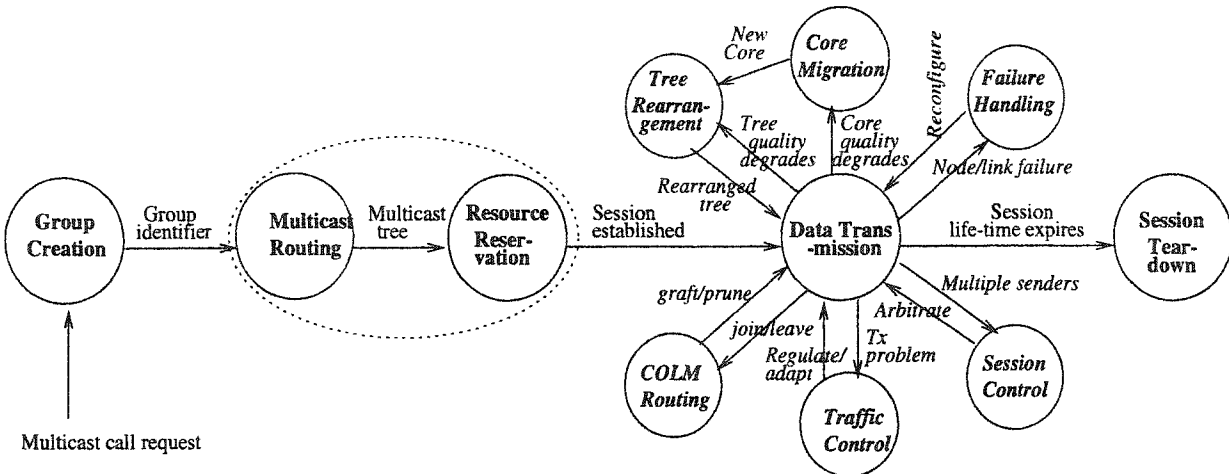 New
Core
Core
Migration
Tree
Rearran-
gement
Failure
Handling
Reconfigure
Tree
quality
degrades
Core
quality
degrades
Node/link failure
Rearranged
tree
Group
Creation
Group
identifier
Multicast
Routing
Multicast
tree
Resource
Reser-
vation
Session
established
Data Trans
-mission
Session
life-time expires
Session
Tear-
down
graft/prune
join/leave
Multiple senders
Arbitrate
Regulate/
adapt
Tx
problem
COLM
Routing
Traffic
Control
Session
Control
Multicast call request